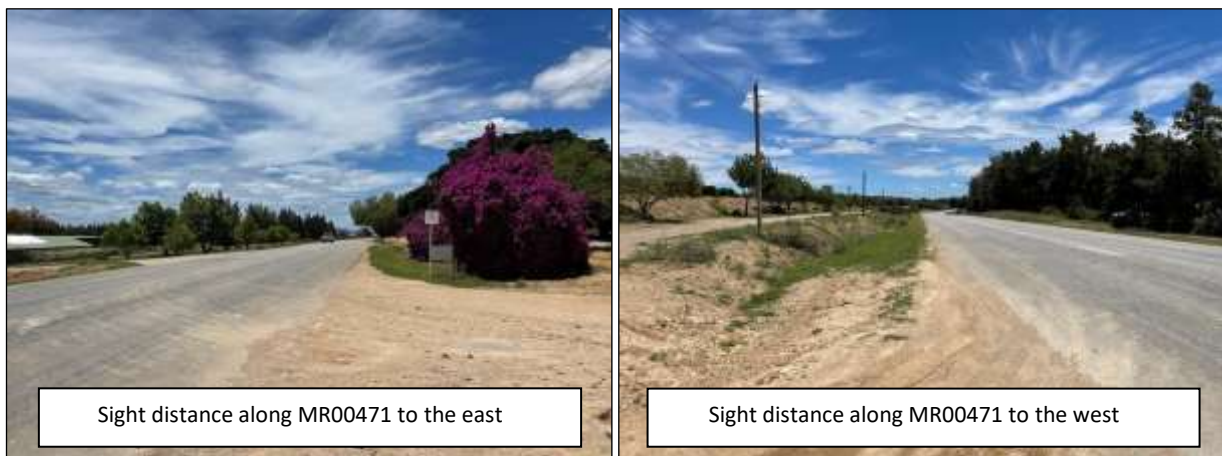 Sight distance along MR00471 to the east
Sight distance along MR00471 to the west